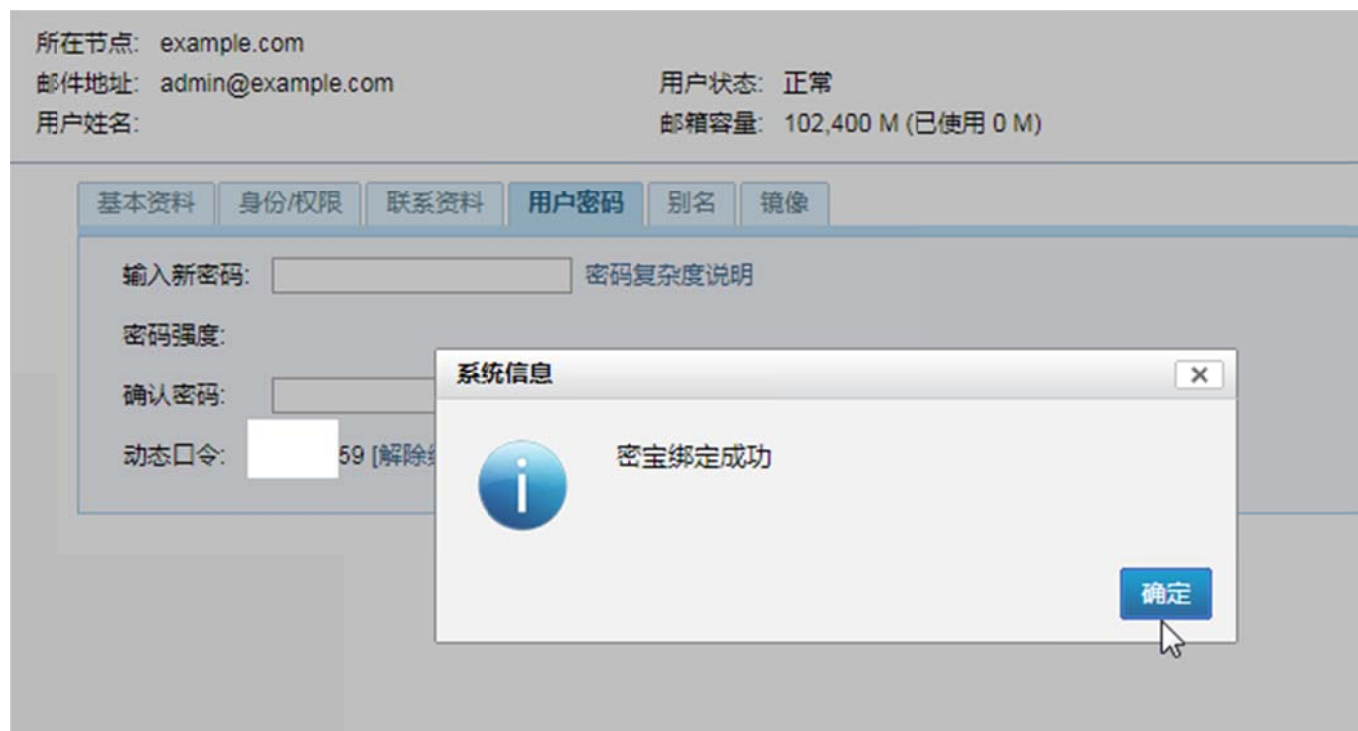 所在节点: example.com
邮件地址: admin@example.com 用户状态: 正常
用户姓名: 邮箱容量: 102,400 M (已使用 0 M)
基本资料 身份/权限 联系资料 用户密码 别名 镜像
输入新密码: 密码复杂度说明
密码强度:
系统信息
确认密码:
动态口令: 59 [解除
密宝绑定成功
确定